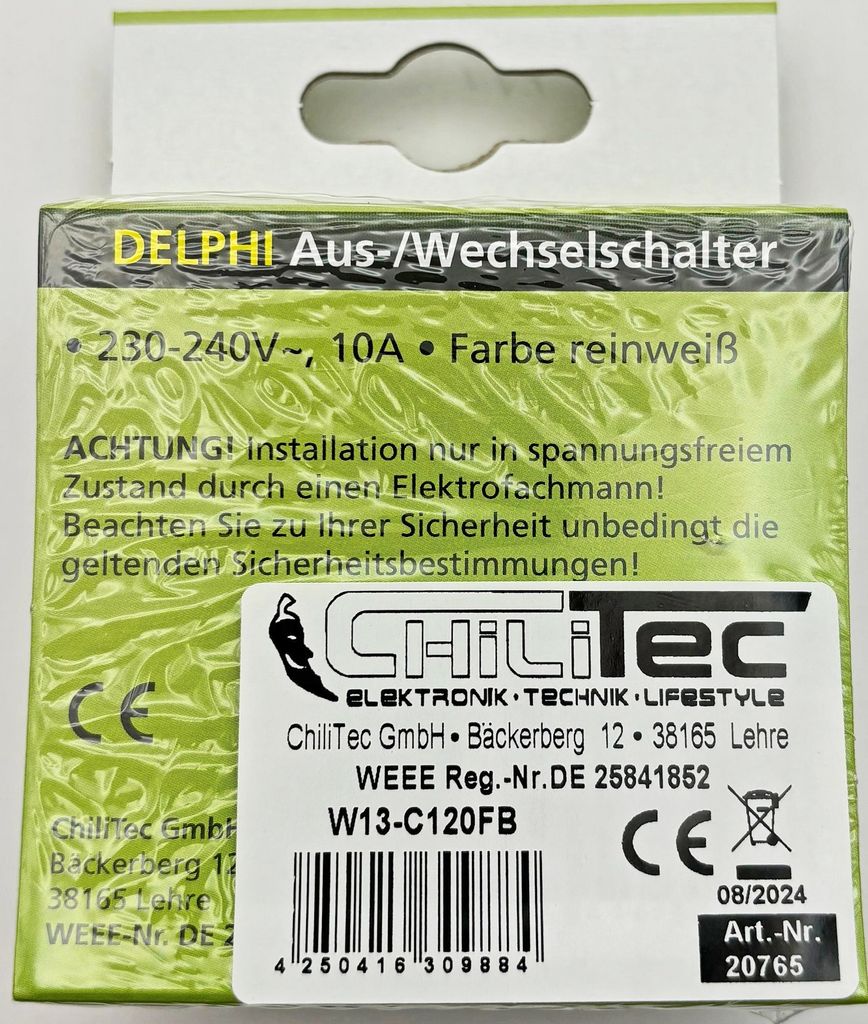 DELPHI Aus-/Wechselschalter
• 230-240V~, 10A • Farbe reinweiß
ACHTUNG! Installation nur in spannungsfreiem
Zustand durch einen Elektrofachmann!
Beachten Sie zu Ihrer Sicherheit unbedingt die
geltenden Sicherheitsbestimmungen!
CE
ChiliTec GmbH
Bäckerberg 12
38165 Lehre
WEEE-Nr. DE 2
CHiLiTec
ELEKTRONIK · TECHNIK · LIFESTYLE
ChiliTec GmbH • Bäckerberg 12 • 38165 Lehre
WEEE Reg.-Nr.DE 25841852
W13-C120FB
CE
08/2024
4 250416 309884
Art.-Nr.
20765